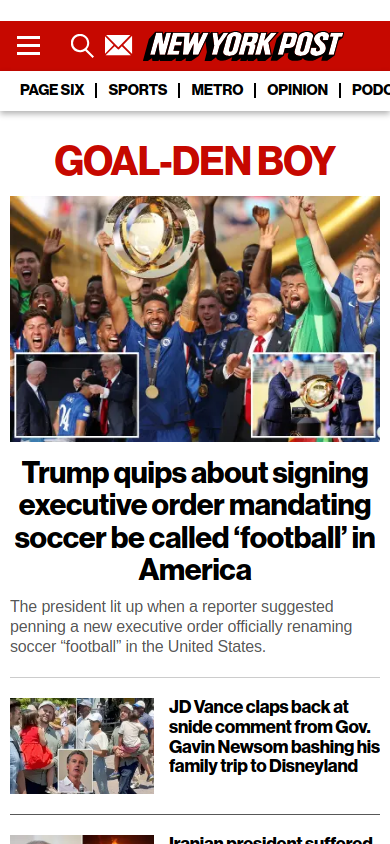 NEW YORK POST
PAGE SIX
SPORTS
METRO
OPINION
GOAL-DEN BOY
24
Trump quips about signing
executive order mandating
soccer be called ‘football’ in
America
The president lit up when a reporter suggested
penning a new executive order officially renaming
soccer “football” in the United States.
JD Vance claps back at
snide comment from Gov.
Gavin Newsom bashing his
family trip to Disneyland
Iranian president suffered